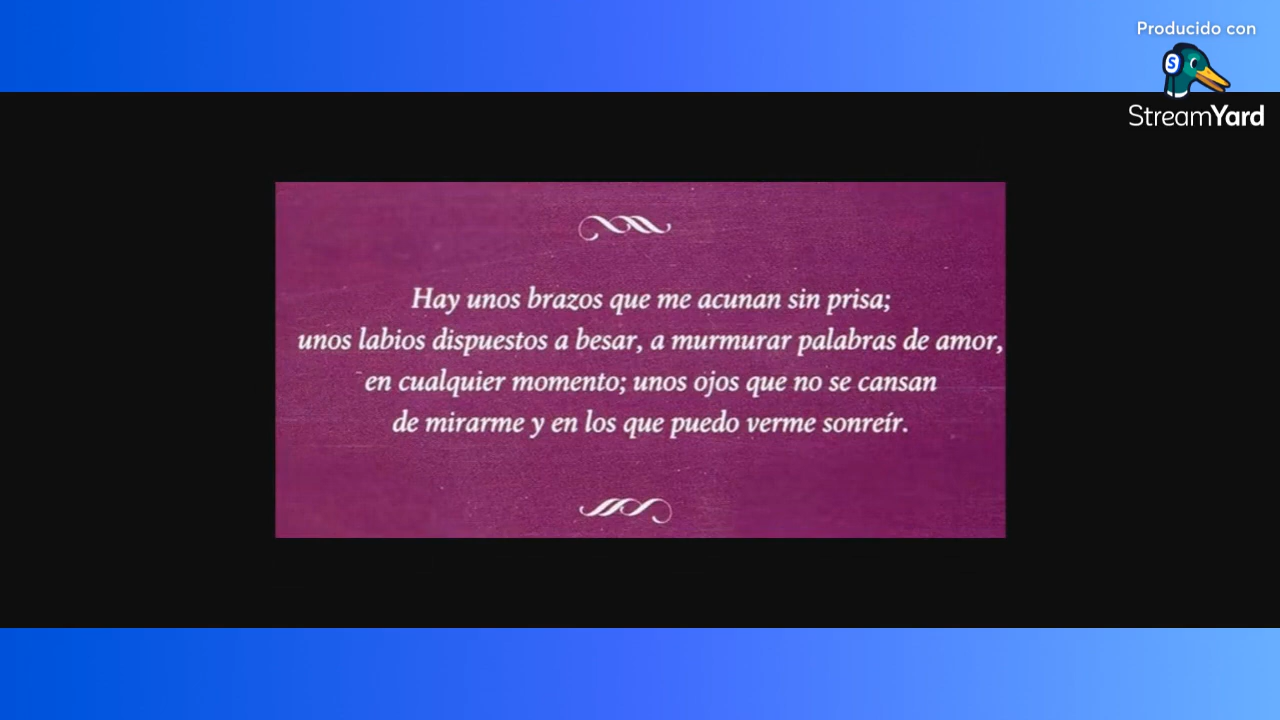 Producido con
S
StreamYard
Hay unos brazos que me acunan sin prisa;
unos labios dispuestos a besar, a murmurar palabras de amor,
en cualquier momento; unos ojos que no se cansan
de mirarme y en los que puedo verme sonreír.